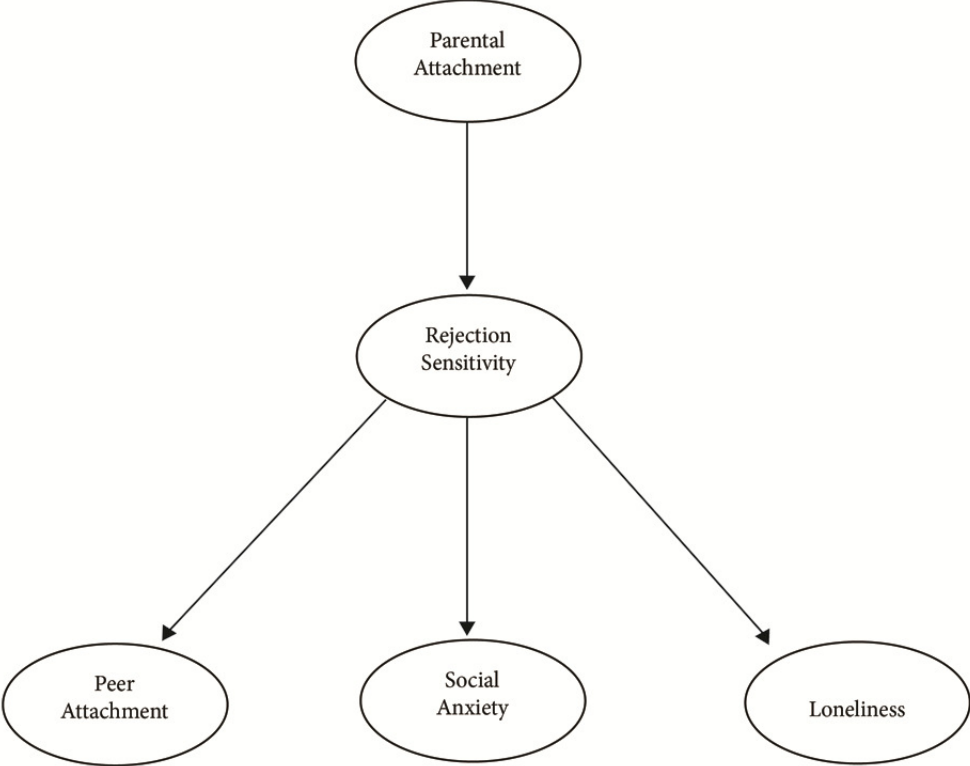 Parental
Attachment
Rejection
Sensitivity
Peer
Attachment
Social
Anxiety
Loneliness